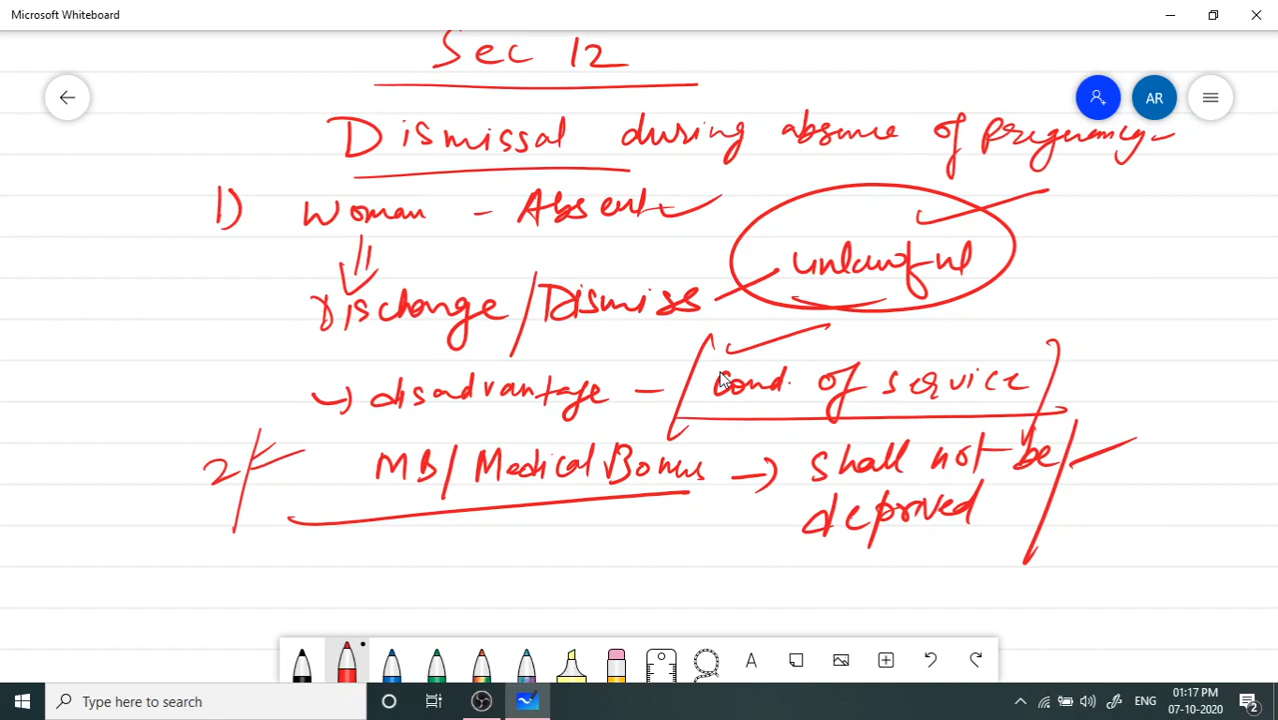 Microsoft Whiteboard
Sec 12
AR
Dismissal during absence of pregnancy
1) Woman - Absent
unlawful
Discharge/Dismiss
disadvantage - Cond. of service
2 MB/Medical Bonus → shall not be
deprived
A
Type here to search
ENG
01:17 PM
07-10-2020
2